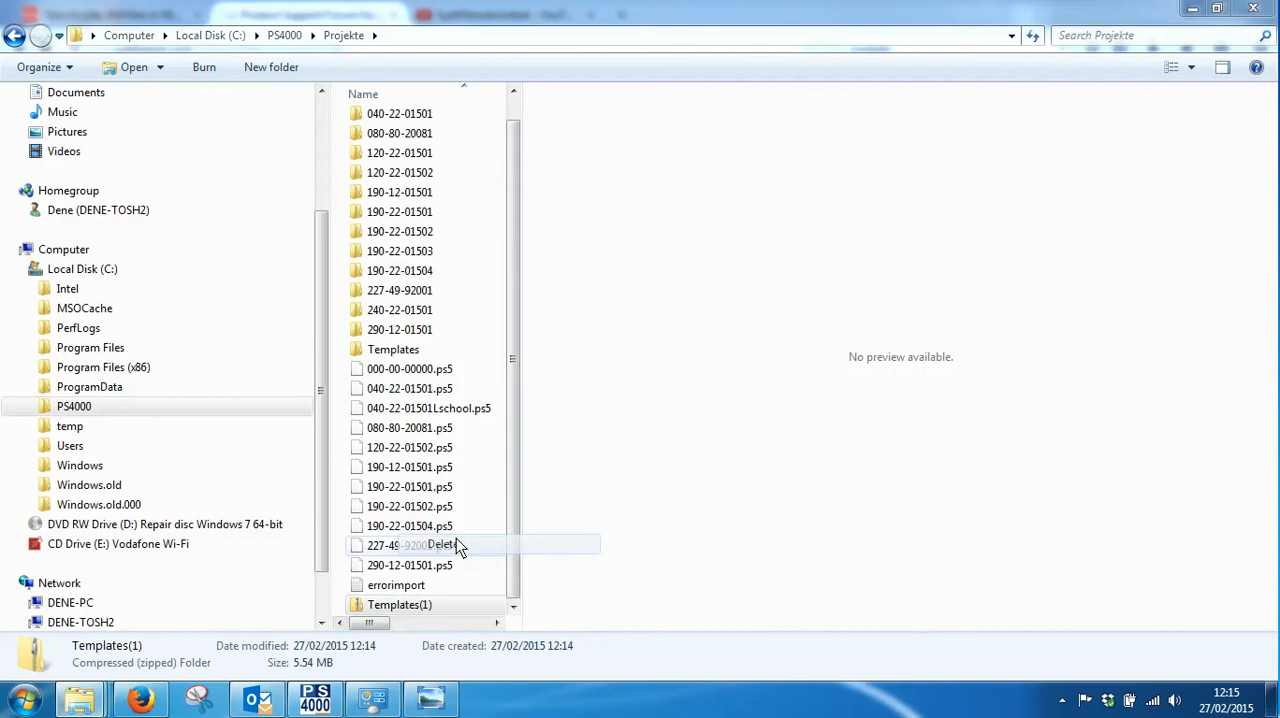 Computer Local Disk (C:) PS4000 Projekte Search Projekte
Organize Open Burn New folder
Documents
Music
Pictures
Videos
Homegroup
Dene (DENE-TOSH2)
Computer
Local Disk (C:)
Intel
MSOCache
PerfLogs
Program Files
Program Files (x86)
ProgramData
PS4000
temp
Users
Windows
Windows.old
Windows.old.000
DVD RW Drive (D:) Repair disc Windows 7 64-bit
CD Drive (E:) Vodafone Wi-Fi
Network
DENE-PC
DENE-TOSH2
Name
040-22-01501
080-80-20081
120-22-01501
120-22-01502
190-12-01501
190-22-01501
190-22-01502
190-22-01503
190-22-01504
227-49-92001
240-22-01501
290-12-01501
Templates
000-00-00000.ps5
040-22-01501.ps5
040-22-01501Lschool.ps5
080-80-20081.ps5
120-22-01502.ps5
190-12-01501.ps5
190-22-01501.ps5
190-22-01502.ps5
190-22-01504.ps5
227-49-92001 Delete
290-12-01501.ps5
errorimport
Templates(1)
No preview available.
Templates(1) Date modified: 27/02/2015 12:14 Date created: 27/02/2015 12:14
Compressed (zipped) Folder Size: 5.54 MB
PS
4000
12:15
27/02/2015